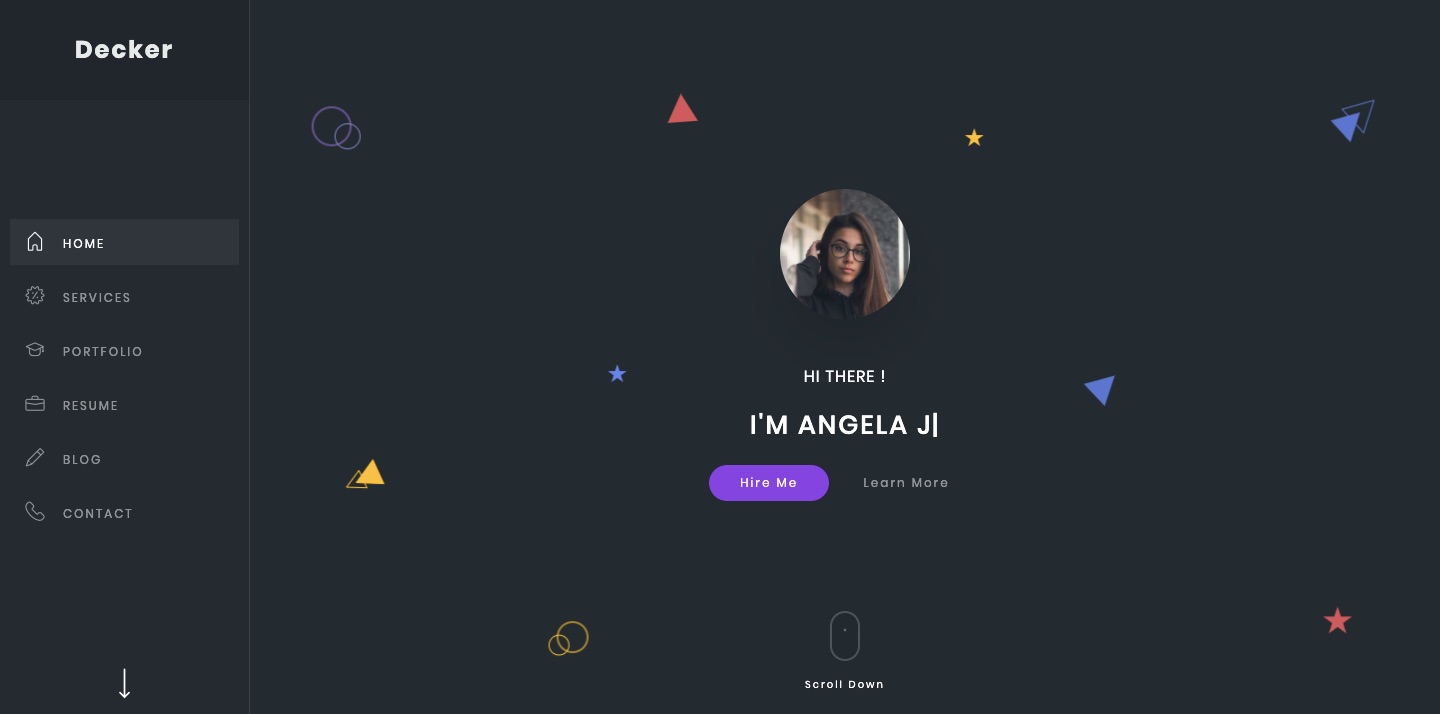 Decker
HOME
SERVICES
PORTFOLIO
RESUME
BLOG
CONTACT
HI THERE !
I'M ANGELA J|
Hire Me
Learn More
Scroll Down